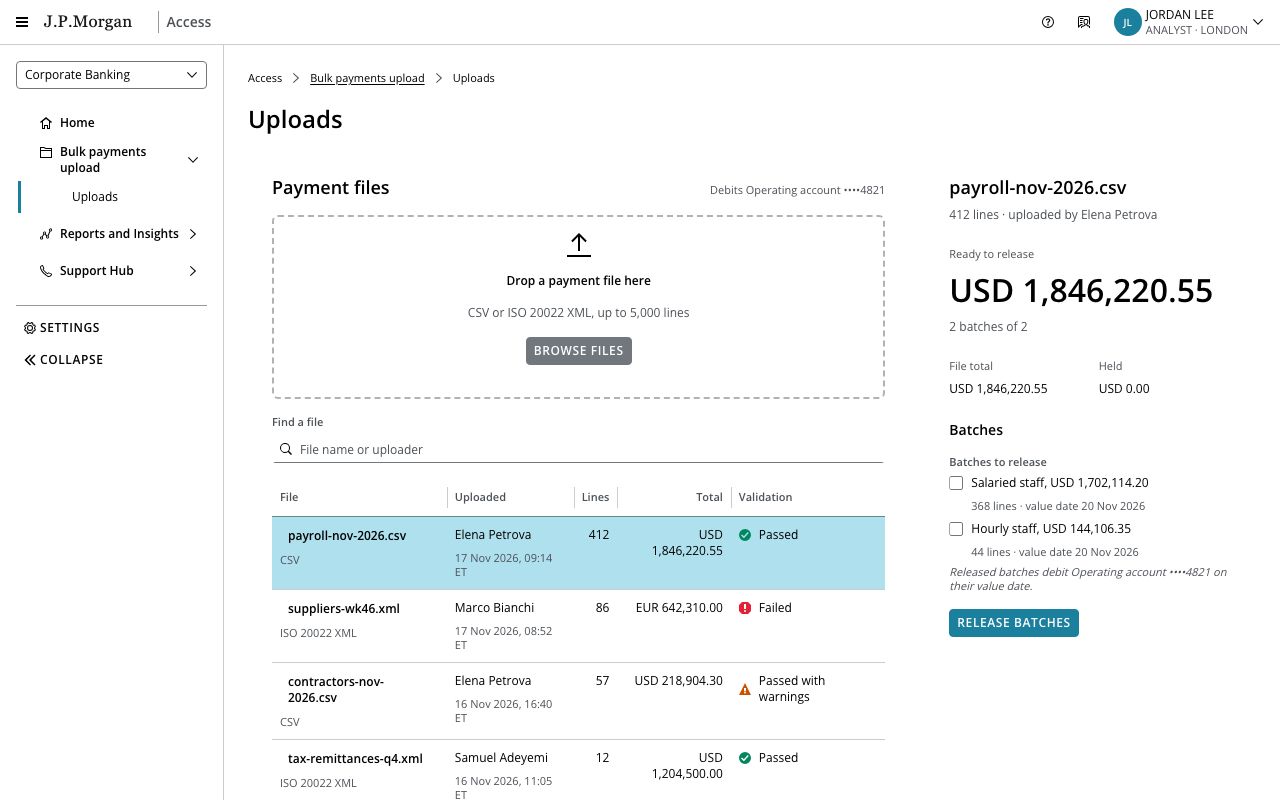 J.P.Morgan Access
JL
JORDAN LEE
ANALYST · LONDON
Corporate Banking
Home
Bulk payments
upload
Uploads
Reports and Insights
Support Hub
SETTINGS
COLLAPSE
Access
Bulk payments upload
Uploads
Uploads
Payment files
Debits Operating account ••••4821
Drop a payment file here
CSV or ISO 20022 XML, up to 5,000 lines
BROWSE FILES
Find a file
File name or uploader
File Uploaded Lines Total Validation
payroll-nov-2026.csv
CSV
Elena Petrova
17 Nov 2026, 09:14
ET
412
USD
1,846,220.55
Passed
suppliers-wk46.xml
ISO 20022 XML
Marco Bianchi
17 Nov 2026, 08:52
ET
86
EUR 642,310.00
Failed
contractors-nov-
2026.csv
CSV
Elena Petrova
16 Nov 2026, 16:40
ET
57
USD 218,904.30
Passed with
warnings
tax-remittances-q4.xml
ISO 20022 XML
Samuel Adeyemi
16 Nov 2026, 11:05
ET
12
USD
1,204,500.00
Passed
payroll-nov-2026.csv
412 lines · uploaded by Elena Petrova
Ready to release
USD 1,846,220.55
2 batches of 2
File total
USD 1,846,220.55
Held
USD 0.00
Batches
Batches to release
Salaried staff, USD 1,702,114.20
368 lines · value date 20 Nov 2026
Hourly staff, USD 144,106.35
44 lines · value date 20 Nov 2026
Released batches debit Operating account ••••4821 on
their value date.
RELEASE BATCHES